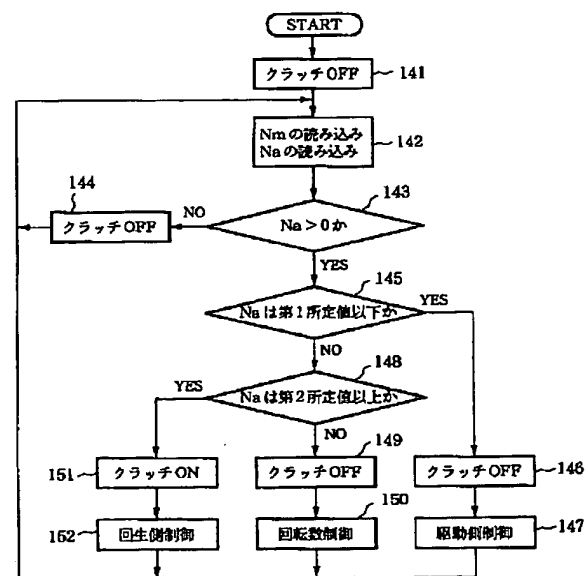 START
クラッチOFF
141
Nmの読み込み
Naの読み込み
142
143
144
クラッチOFF
NO
Na>0か
YES
145
Naは第1所定値以下か
YES
NO
148
YES
Naは第2所定値以上か
NO
149
151
クラッチON
クラッチOFF
クラッチOFF
146
150
152
回生側制御
回転数制御
駆動側制御
147